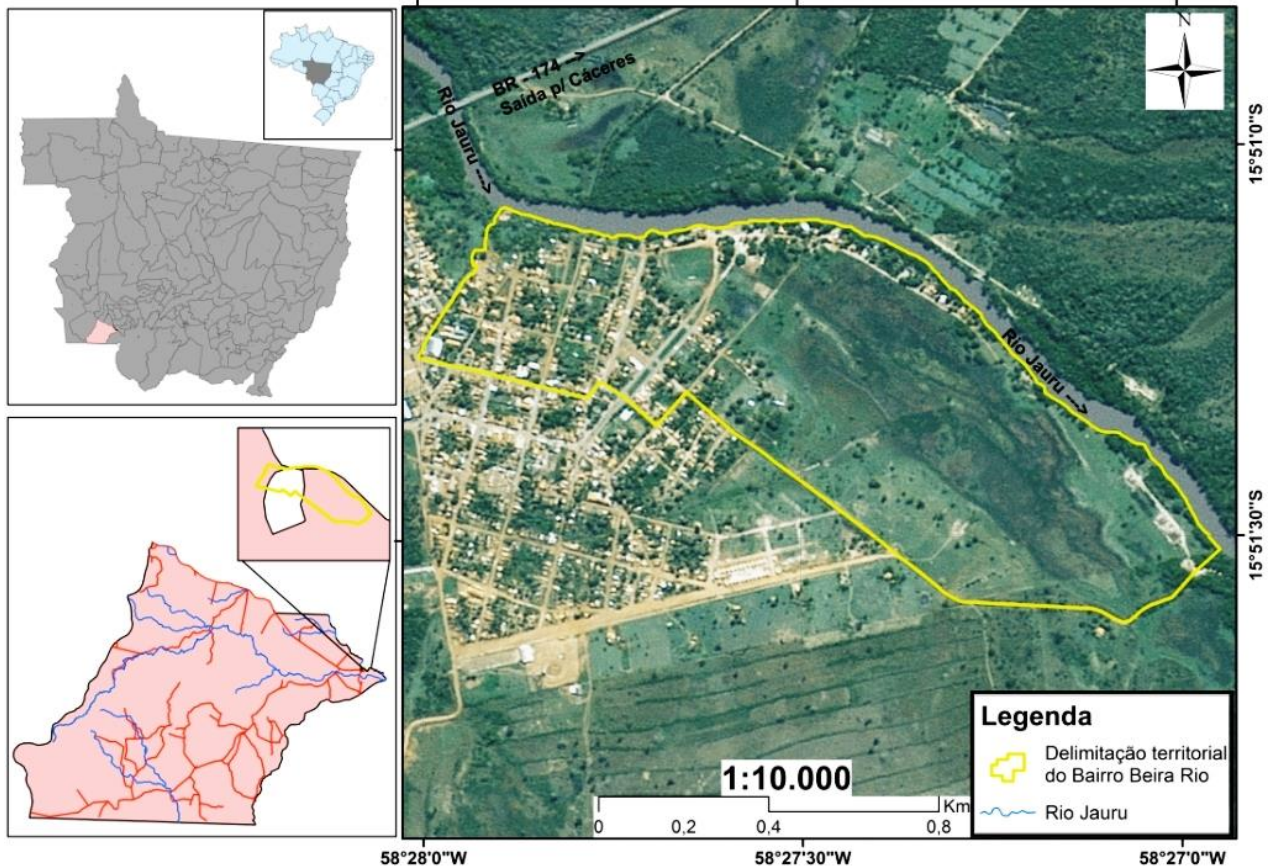 N
BR - 174 -->
Saída p/ Cáceres
Rio Jauru --->
15°51'0"S
Rio Jauru --->
15°51'30"S
Legenda
Delimitação territorial
do Bairro Beira Rio
Rio Jauru
1:10.000
Km
0 0,2 0,4 0,8
58°28'0"W 58°27'30"W 58°27'0"W